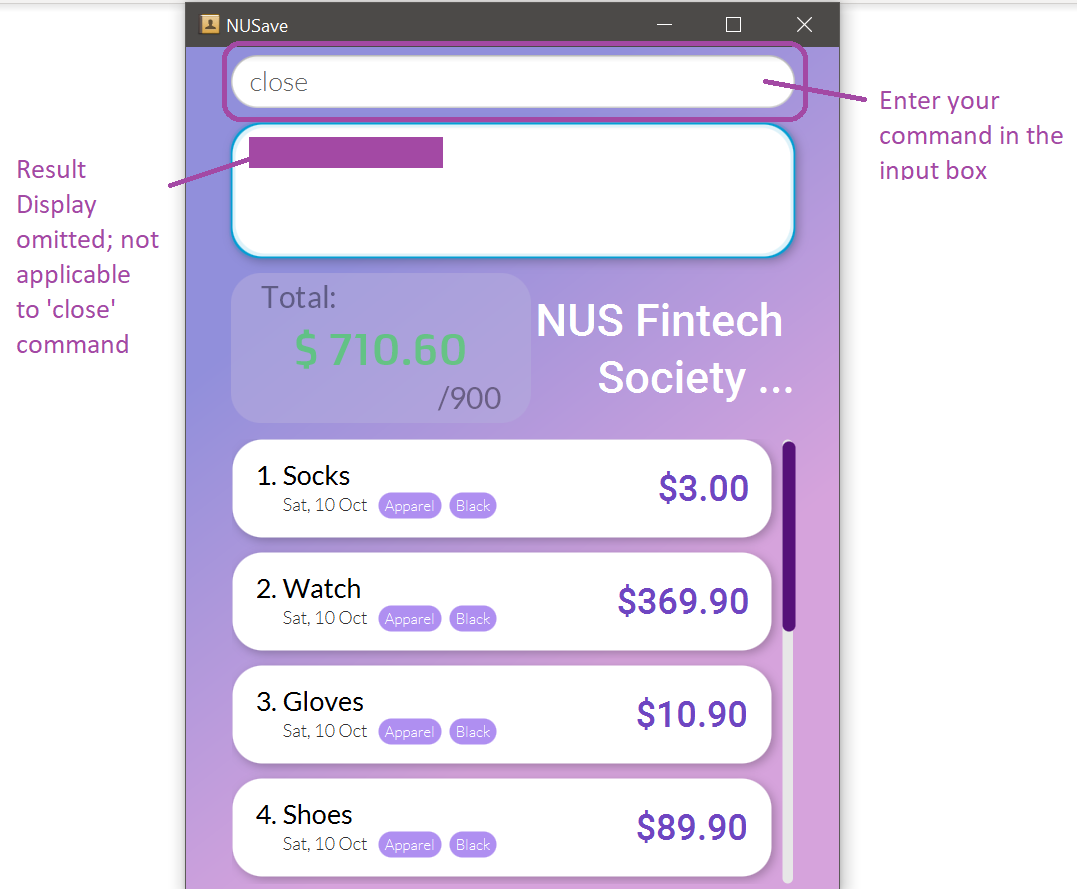 NUSave
close
Enter your
command in the
input box
Result
Display
omitted; not
applicable
to 'close'
command
Total:
$ 710.60
/900
NUS Fintech
Society ...
1. Socks
Sat, 10 Oct Apparel Black
$3.00
2. Watch
Sat, 10 Oct Apparel Black
$369.90
3. Gloves
Sat, 10 Oct Apparel Black
$10.90
4. Shoes
Sat, 10 Oct Apparel Black
$89.90